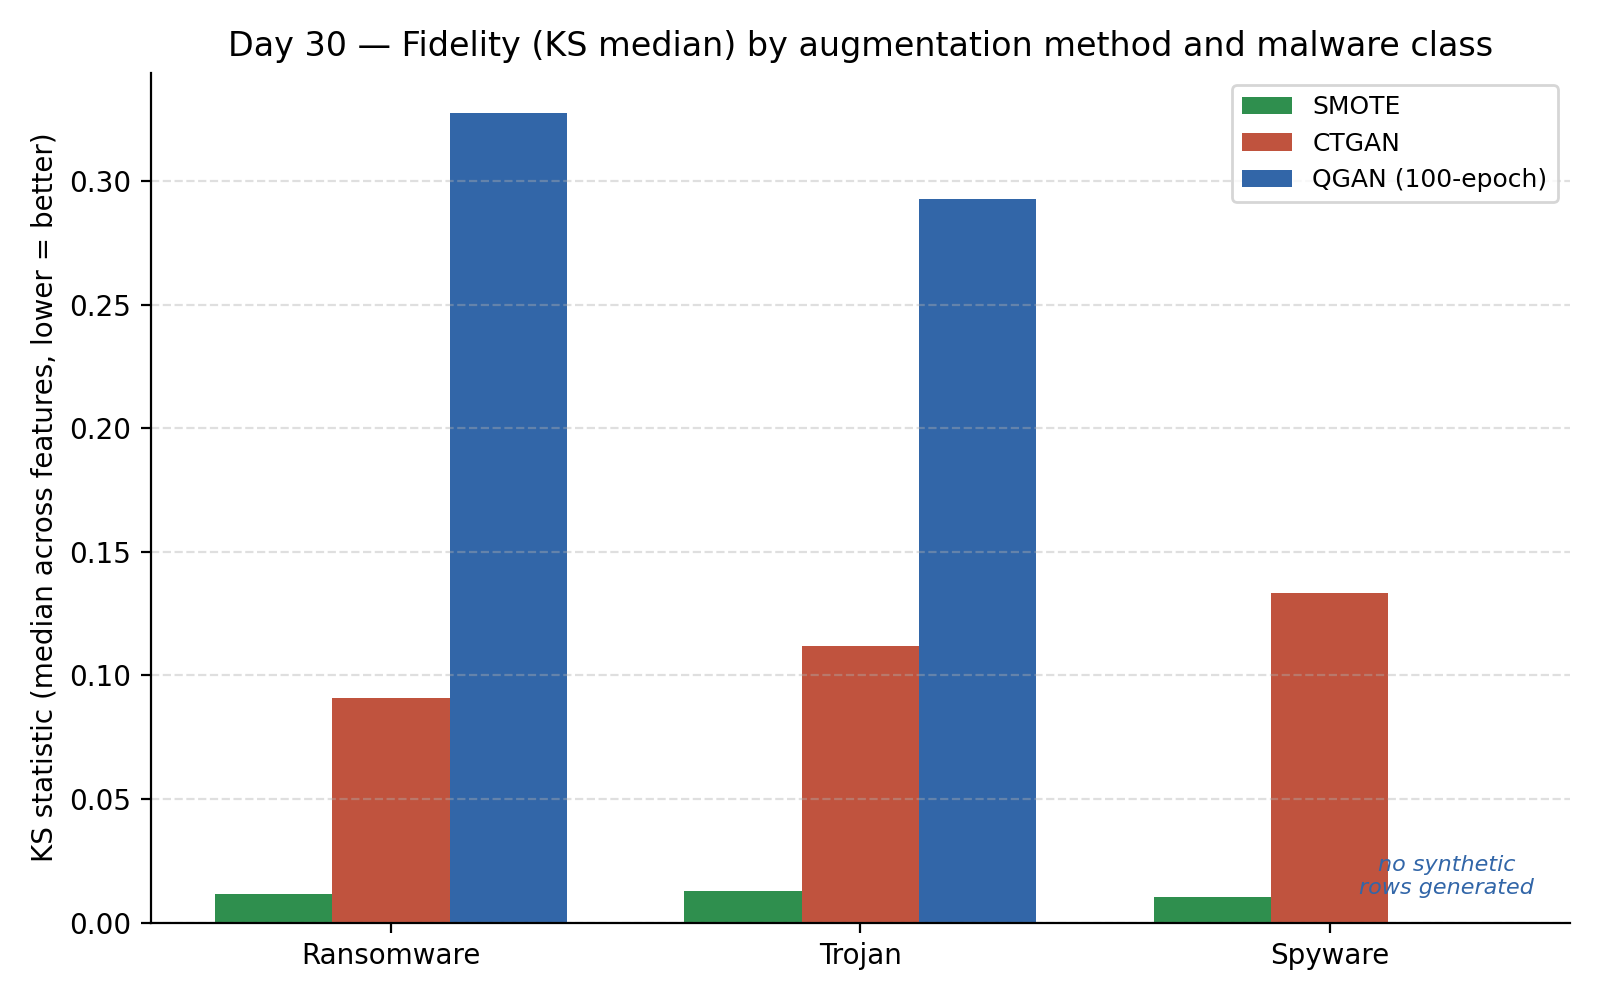 Day 30 — Fidelity (KS median) by augmentation method and malware class
KS statistic (median across features, lower = better)
0.30
0.25
0.20
0.15
0.10
0.05
0.00
SMOTE
CTGAN
QGAN (100-epoch)
no synthetic
rows generated
Ransomware
Trojan
Spyware